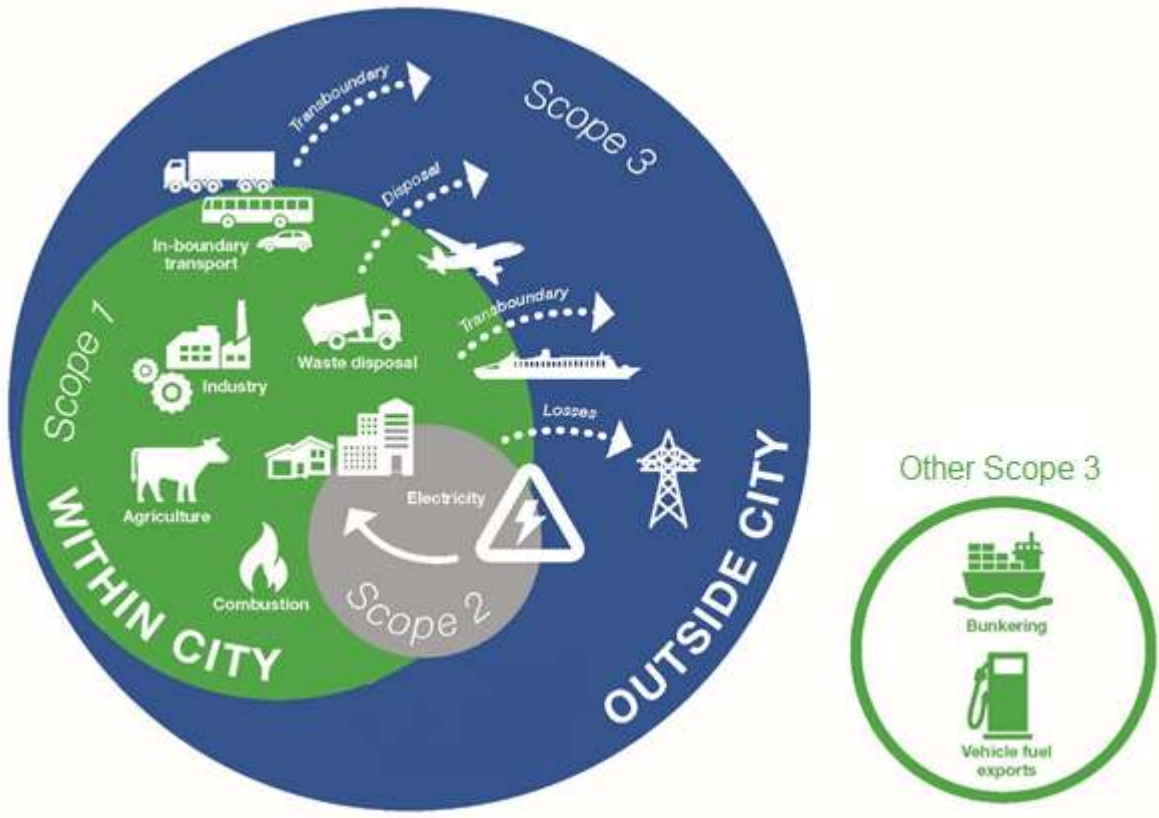 Transboundary
Scope 3
Disposal
In-boundary
transport
Transboundary
Scope 1
Waste disposal
Industry
Losses
Electricity
Agriculture
Combustion
Scope 2
WITHIN CITY
OUTSIDE CITY
Other Scope 3
Bunkering
Vehicle fuel
exports